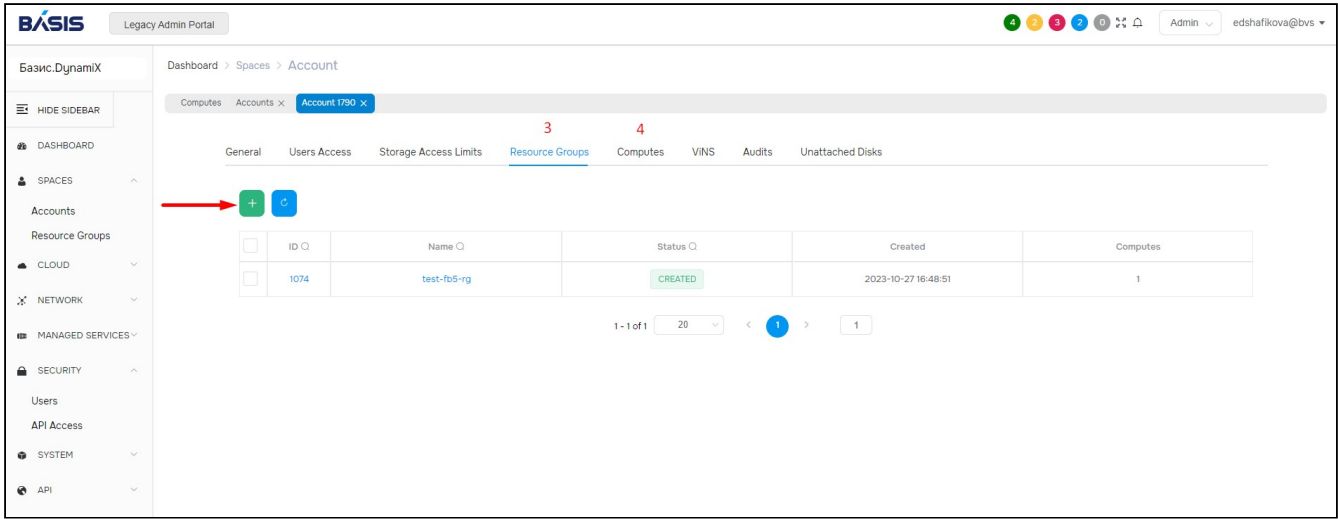 BÁSIS Legacy Admin Portal 4 2 3 2 0 Admin edshafikova@bvs
Базис.DynamiX
Dashboard > Spaces > Account
HIDE SIDEBAR
Computes Accounts × Account 1790 ×
3 4
DASHBOARD
General Users Access Storage Access Limits Resource Groups Computes ViNS Audits Unattached Disks
SPACES
Accounts
+
Resource Groups
ID Name Status Created Computes
CLOUD
1074 test-fb5-rg CREATED 2023-10-27 16:48:51 1
NETWORK
1 - 1 of 1 20 < 1 > 1
MANAGED SERVICES
SECURITY
Users
API Access
SYSTEM
API